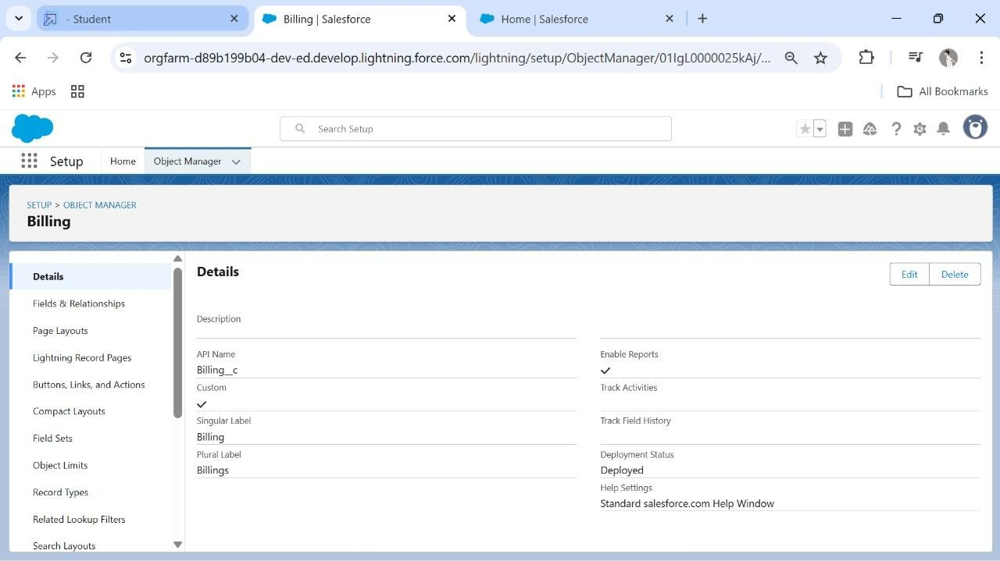 - Student
Billing | Salesforce
Home | Salesforce
orgfarm-d89b199b04-dev-ed.develop.lightning.force.com/lightning/setup/ObjectManager/01IgL0000025kAj/...
Apps
All Bookmarks
Search Setup
Setup
Home
Object Manager
SETUP > OBJECT MANAGER
Billing
Details
Fields & Relationships
Page Layouts
Lightning Record Pages
Buttons, Links, and Actions
Compact Layouts
Field Sets
Object Limits
Record Types
Related Lookup Filters
Search Layouts
Details
Edit
Delete
Description
API Name
Billing__c
Custom
Singular Label
Billing
Plural Label
Billings
Enable Reports
Track Activities
Track Field History
Deployment Status
Deployed
Help Settings
Standard salesforce.com Help Window